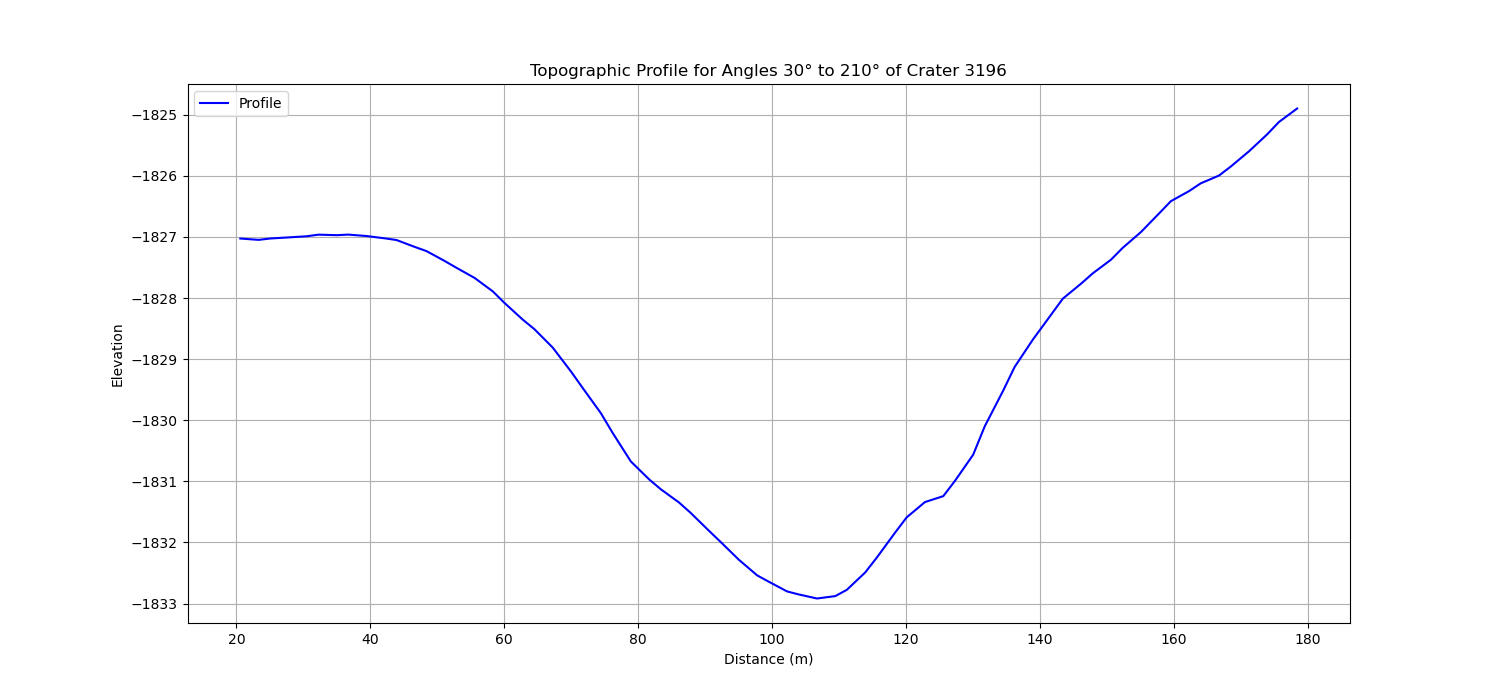 Topographic Profile for Angles 30° to 210° of Crater 3196
Profile
−1825
−1826
−1827
−1828
−1829
−1830
−1831
−1832
−1833
Elevation
20 40 60 80 100 120 140 160 180
Distance (m)